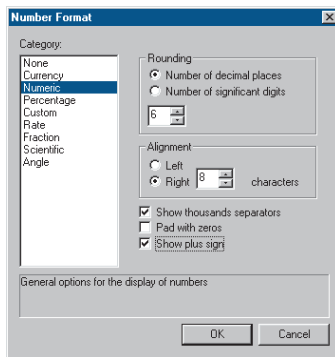 Number Format
Category:
None
Currency
Numeric
Percentage
Custom
Rate
Fraction
Scientific
Angle
Rounding
Number of decimal places
Number of significant digits
6
Alignment
Left
Right 8 characters
Show thousands separators
Pad with zeros
Show plus sign
General options for the display of numbers
OK Cancel